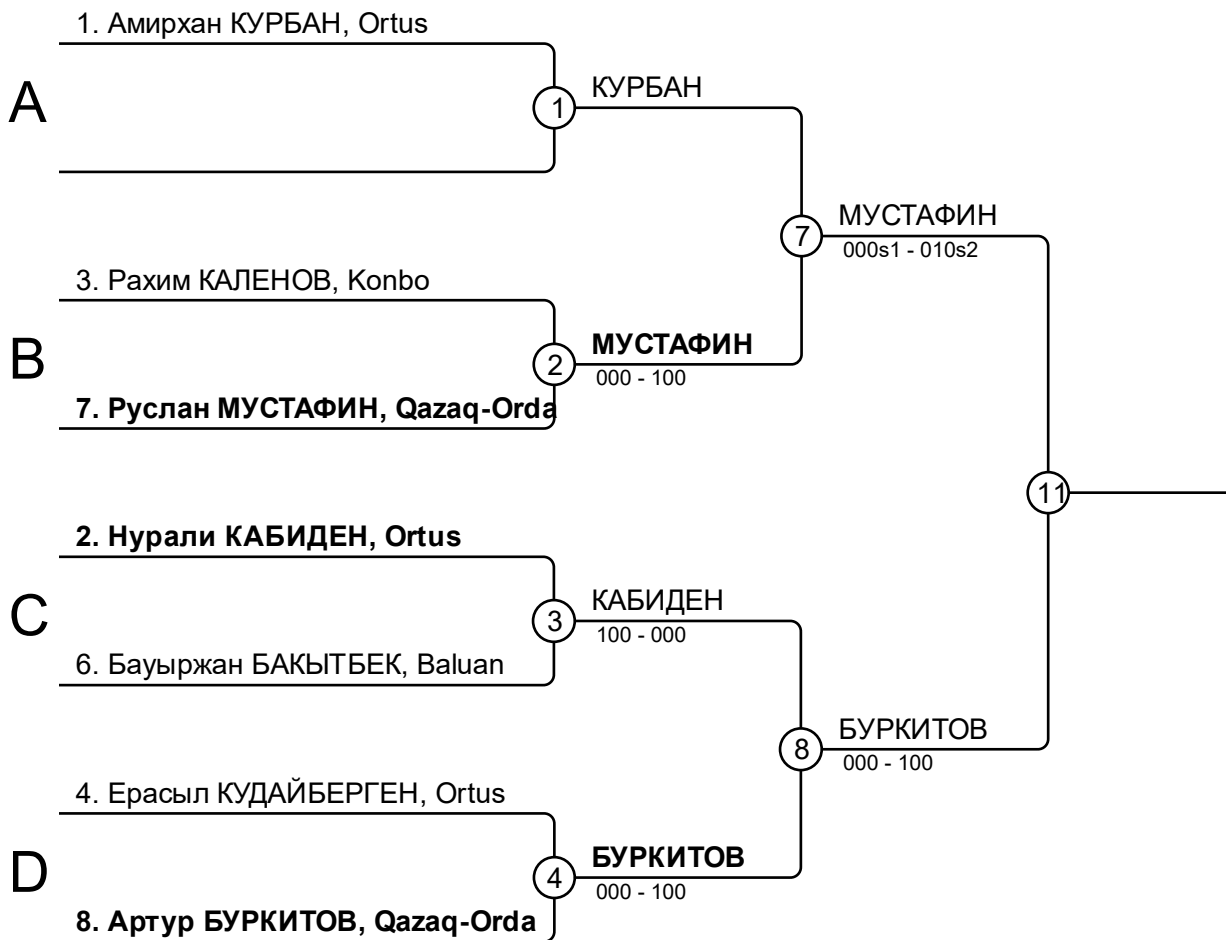 1. Амирхан КУРБАН, Ortus
A
1
КУРБАН
7
МУСТАФИН
000s1 - 010s2
3. Рахим КАЛЕНОВ, Konbo
B
2
МУСТАФИН
000 - 100
7. Руслан МУСТАФИН, Qazaq-Orda
11
2. Нурали КАБИДЕН, Ortus
C
3
КАБИДЕН
100 - 000
6. Бауыржан БАКЫТБЕК, Baluan
8
БУРКИТОВ
000 - 100
4. Ерасыл КУДАЙБЕРГЕН, Ortus
D
4
БУРКИТОВ
000 - 100
8. Артур БУРКИТОВ, Qazaq-Orda